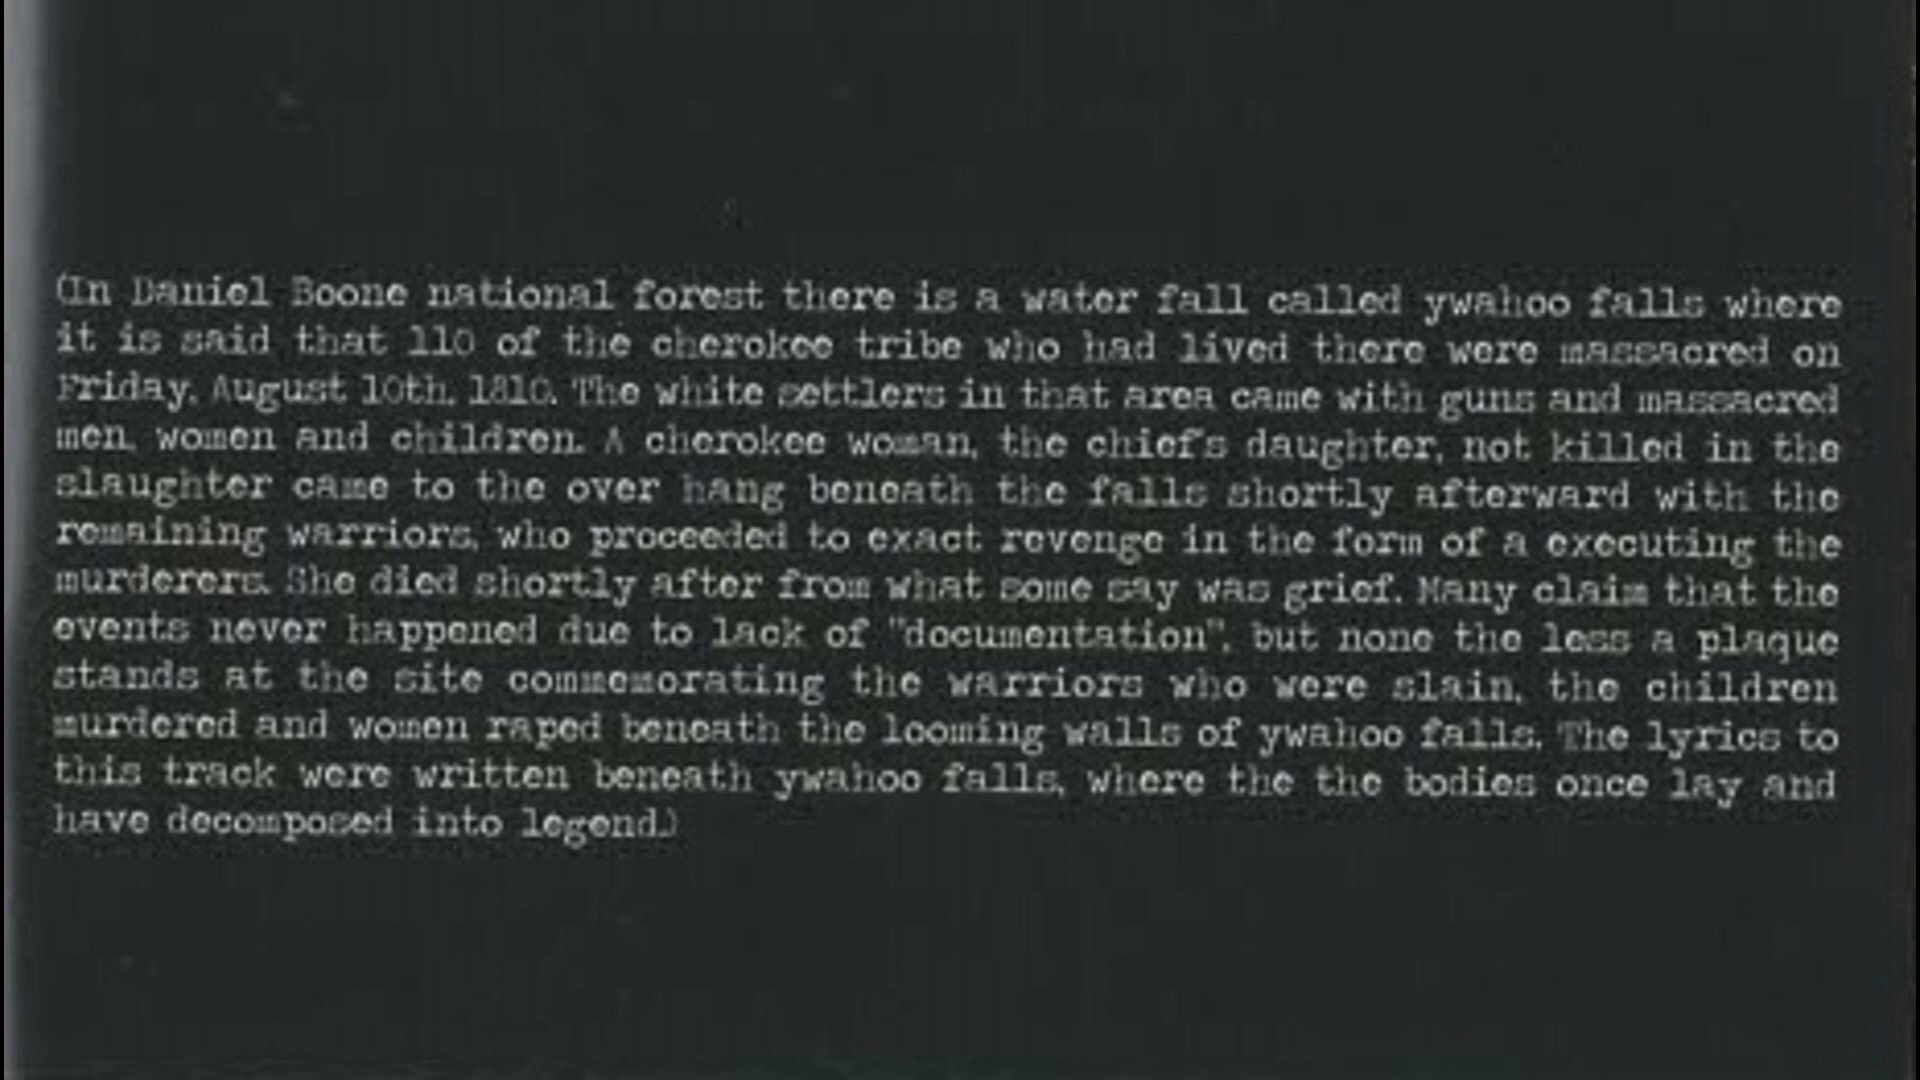 (In Daniel Boone national forest there is a water fall called ywahoo falls where
it is said that 110 of the cherokee tribe who had lived there were massacred on
Friday, August 10th, 1810. The white settlers in that area came with guns and massacred
men, women and children. A cherokee woman, the chief's daughter, not killed in the
slaughter came to the over hang beneath the falls shortly afterward with the
remaining warriors, who proceeded to exact revenge in the form of a executing the
murderers. She died shortly after from what some say was grief. Many claim that the
events never happened due to lack of "documentation", but none the less a plaque
stands at the site commemorating the warriors who were slain, the children
murdered and women raped beneath the looming walls of ywahoo falls. The lyrics to
this track were written beneath ywahoo falls, where the the bodies once lay and
have decomposed into legend.)